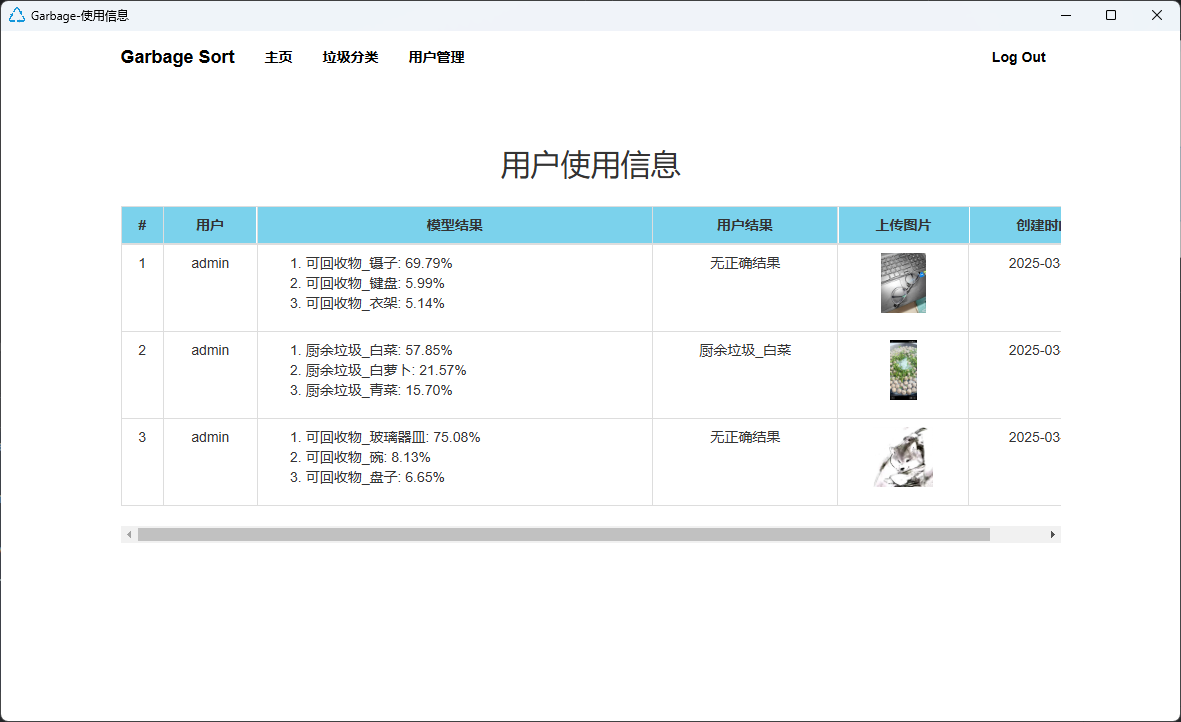 Garbage-使用信息
Garbage Sort 主页 垃圾分类 用户管理 Log Out
用户使用信息
# 用户 模型结果 用户结果 上传图片 创建时
1 admin 1. 可回收物_镊子: 69.79% 无正确结果 2025-03-
2. 可回收物_键盘: 5.99%
3. 可回收物_衣架: 5.14%
2 admin 1. 厨余垃圾_白菜: 57.85% 厨余垃圾_白菜 2025-03-
2. 厨余垃圾_白萝卜: 21.57%
3. 厨余垃圾_青菜: 15.70%
3 admin 1. 可回收物_玻璃器皿: 75.08% 无正确结果 2025-03-
2. 可回收物_碗: 8.13%
3. 可回收物_盘子: 6.65%